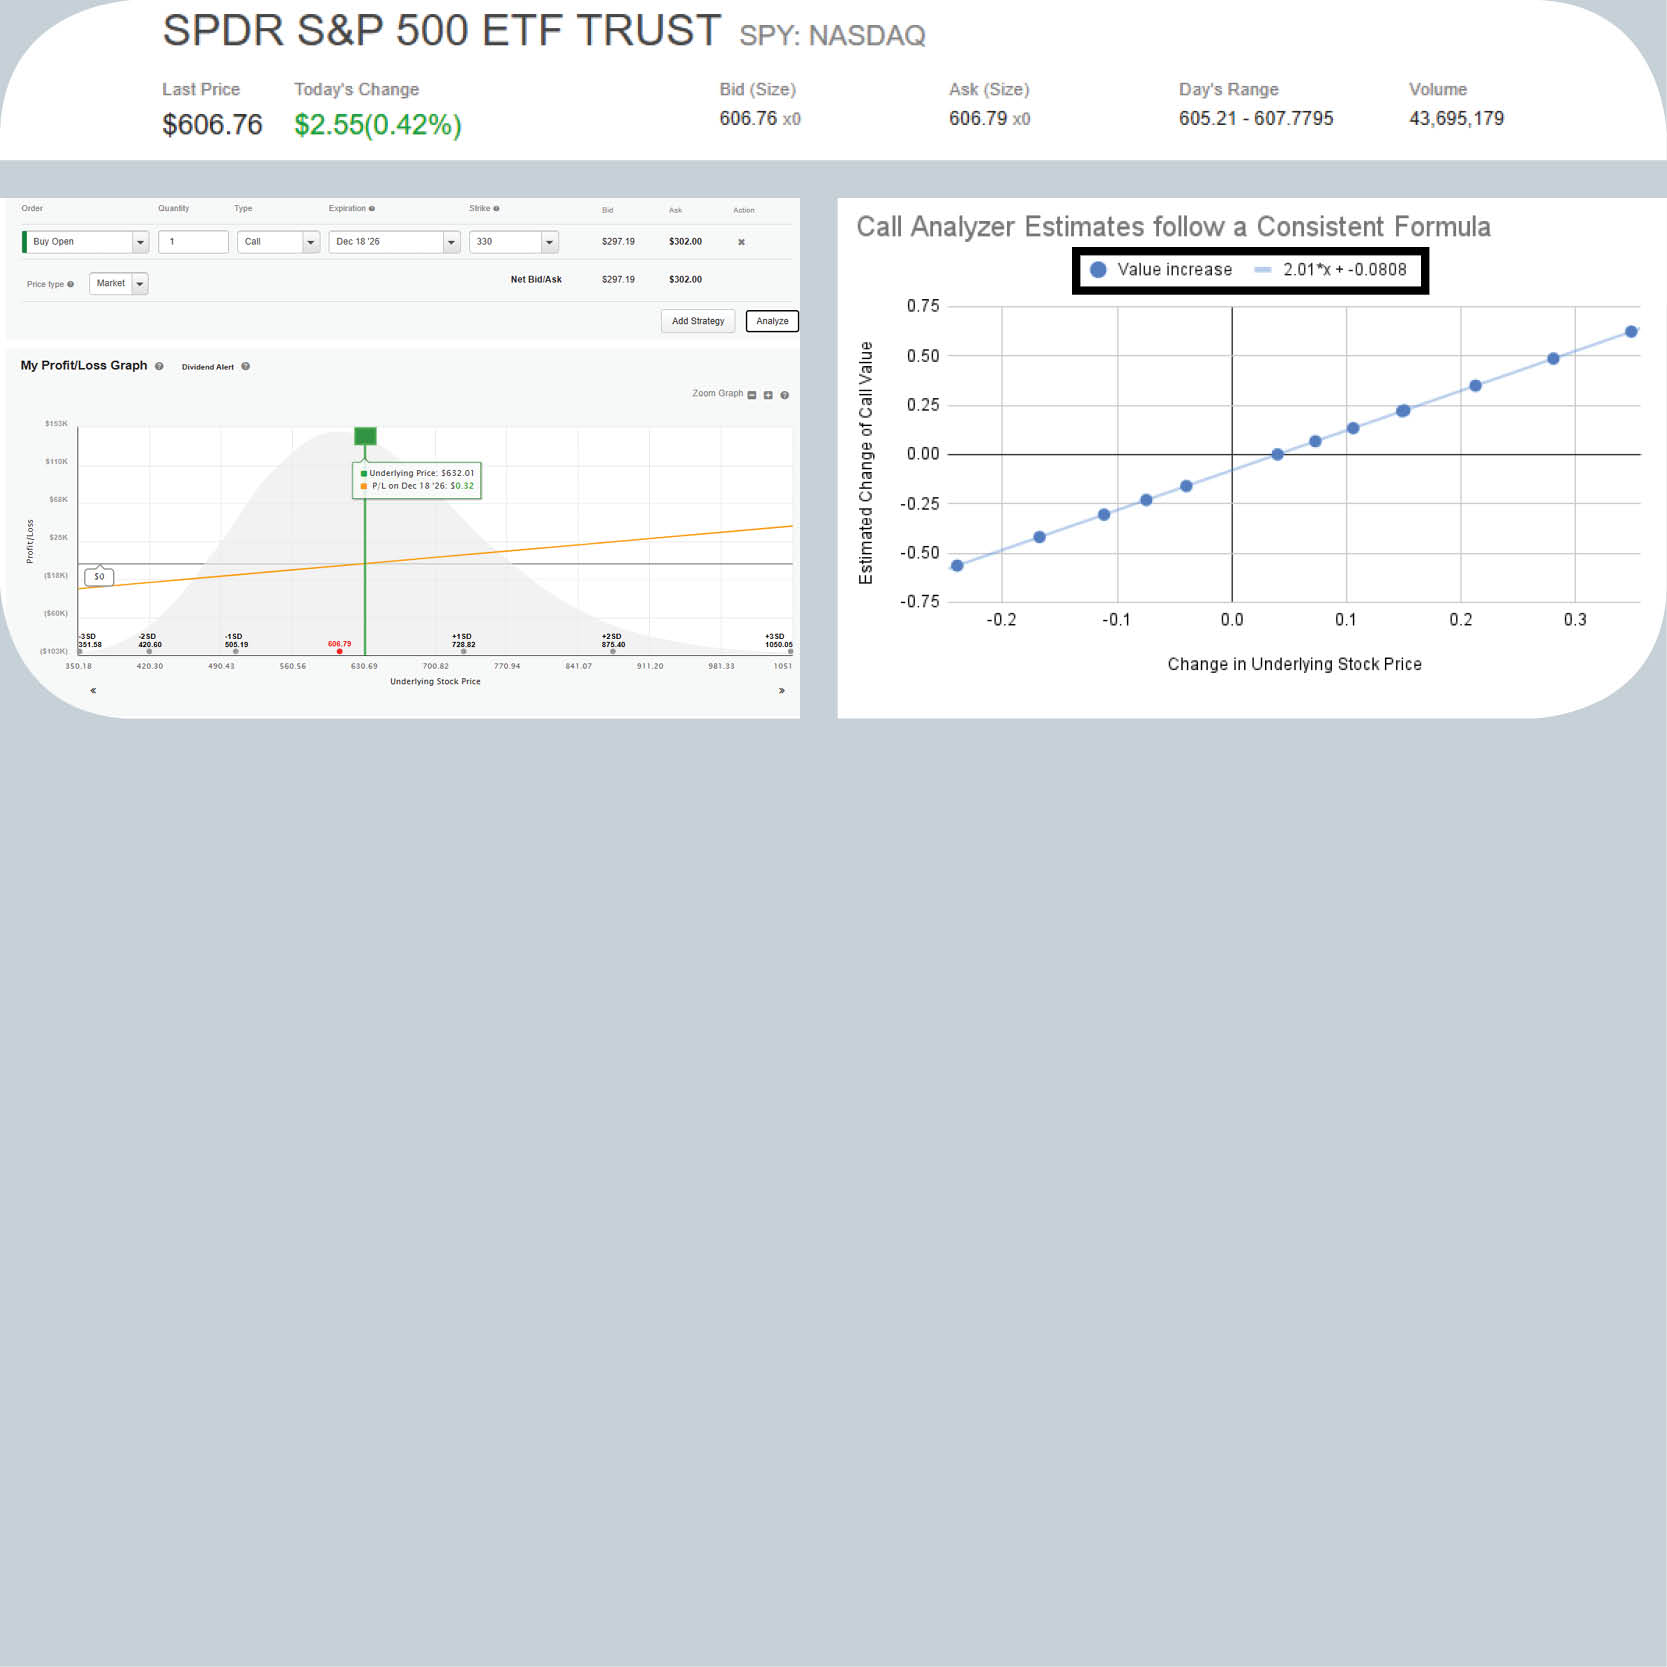 SPDR S&P 500 ETF TRUST SPY: NASDAQ
Last Price Today's Change Bid (Size) Ask (Size) Day's Range Volume
$606.76 $2.55(0.42%) 606.76 x0 606.79 x0 605.21 - 607.7795 43,695,179
Order Quantity Type Expiration Strike Bid Ask Action
Buy Open 1 Call Dec 18 '26 330 $297.19 $302.00
Price type Market Net Bid/Ask $297.19 $302.00
Add Strategy Analyze
My Profit/Loss Graph Dividend Alert
Zoom Graph
$153K
$110K
$68K
$25K
($18K)
($60K)
($103K)
Profit/Loss
Underlying Price: $632.01
P/L on Dec 18 '26: $0.32
$0
-3SD -2SD -1SD +1SD +2SD +3SD
351.58 420.60 505.19 606.79 728.82 875.40 1050.05
350.18 420.30 490.43 560.56 630.69 700.82 770.94 841.07 911.20 981.33 1051
Underlying Stock Price
« »
Call Analyzer Estimates follow a Consistent Formula
Value increase 2.01*x + -0.0808
0.75
0.50
0.25
0.00
-0.25
-0.50
-0.75
Estimated Change of Call Value
-0.2 -0.1 0.0 0.1 0.2 0.3
Change in Underlying Stock Price